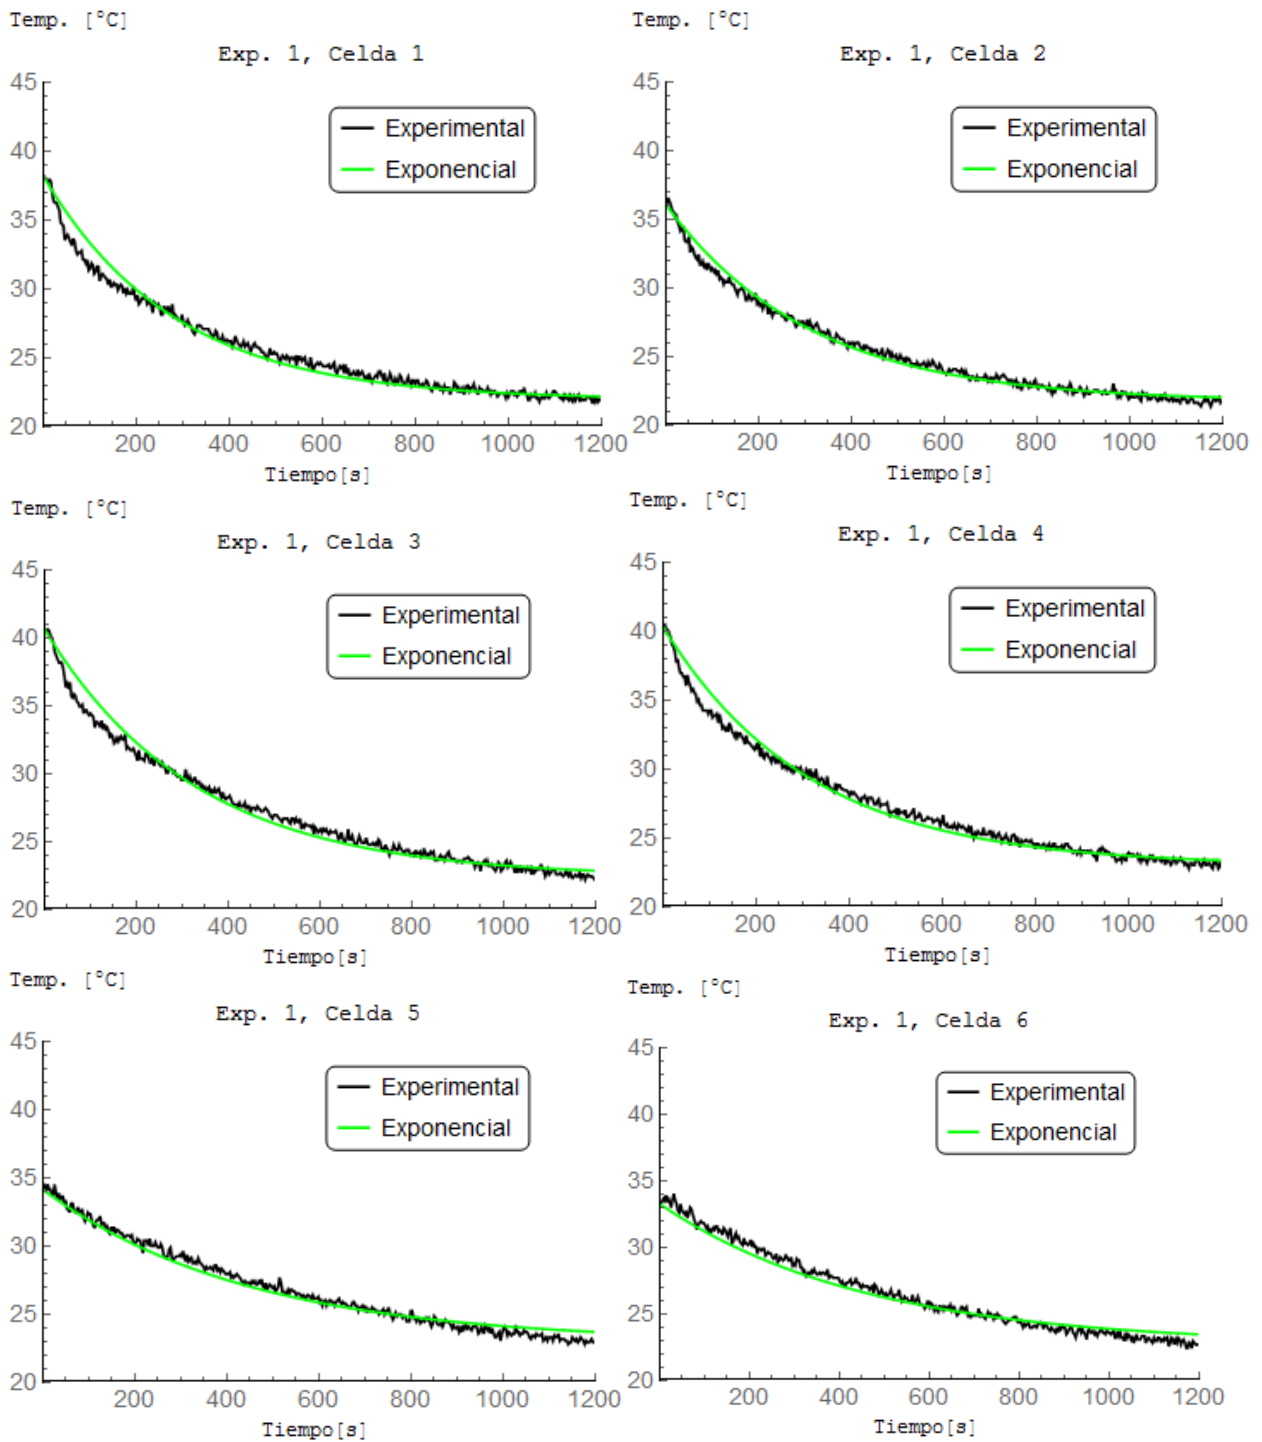 Temp. [°C]
Exp. 1, Celda 1
45
40
35
30
25
20
Experimental
Exponencial
200 400 600 800 1000 1200
Tiempo[s]
Temp. [°C]
Exp. 1, Celda 2
45
40
35
30
25
20
Experimental
Exponencial
200 400 600 800 1000 1200
Tiempo[s]
Temp. [°C]
Exp. 1, Celda 3
45
40
35
30
25
20
Experimental
Exponencial
200 400 600 800 1000 1200
Tiempo[s]
Temp. [°C]
Exp. 1, Celda 4
45
40
35
30
25
20
Experimental
Exponencial
200 400 600 800 1000 1200
Tiempo[s]
Temp. [°C]
Exp. 1, Celda 5
45
40
35
30
25
20
Experimental
Exponencial
200 400 600 800 1000 1200
Tiempo[s]
Temp. [°C]
Exp. 1, Celda 6
45
40
35
30
25
20
Experimental
Exponencial
200 400 600 800 1000 1200
Tiempo[s]